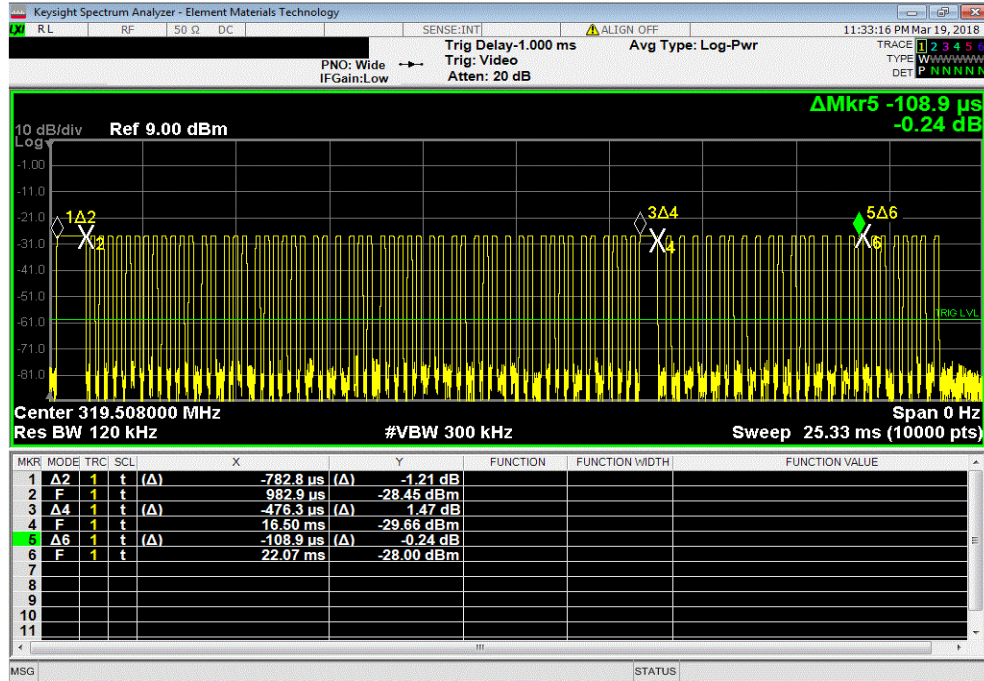 Keysight Spectrum Analyzer - Element Materials Technology
LXI RL RF 50 Ω DC SENSE:INT ALIGN OFF 11:33:16 PM Mar 19, 2018
Trig Delay-1.000 ms Avg Type: Log-Pwr TRACE 1 2 3 4 5 6
PNO: Wide Trig: Video TYPE WWWWWW
IFGain:Low Atten: 20 dB DET P N N N N N
ΔMkr5 -108.9 µs
-0.24 dB
10 dB/div Ref 9.00 dBm
Log
-1.00
-11.0
-21.0
1Δ2 3Δ4 5Δ6
-31.0 2 4 6
-41.0
-51.0
-61.0 TRIG LVL
-71.0
-81.0
Center 319.508000 MHz Span 0 Hz
Res BW 120 kHz #VBW 300 kHz Sweep 25.33 ms (10000 pts)
MKR MODE TRC SCL X Y FUNCTION FUNCTION WIDTH FUNCTION VALUE
1 Δ2 1 t (Δ) -782.8 µs (Δ) -1.21 dB
2 F 1 t 982.9 µs -28.45 dBm
3 Δ4 1 t (Δ) -476.3 µs (Δ) 1.47 dB
4 F 1 t 16.50 ms -29.66 dBm
5 Δ6 1 t (Δ) -108.9 µs (Δ) -0.24 dB
6 F 1 t 22.07 ms -28.00 dBm
7
8
9
10
11
MSG STATUS